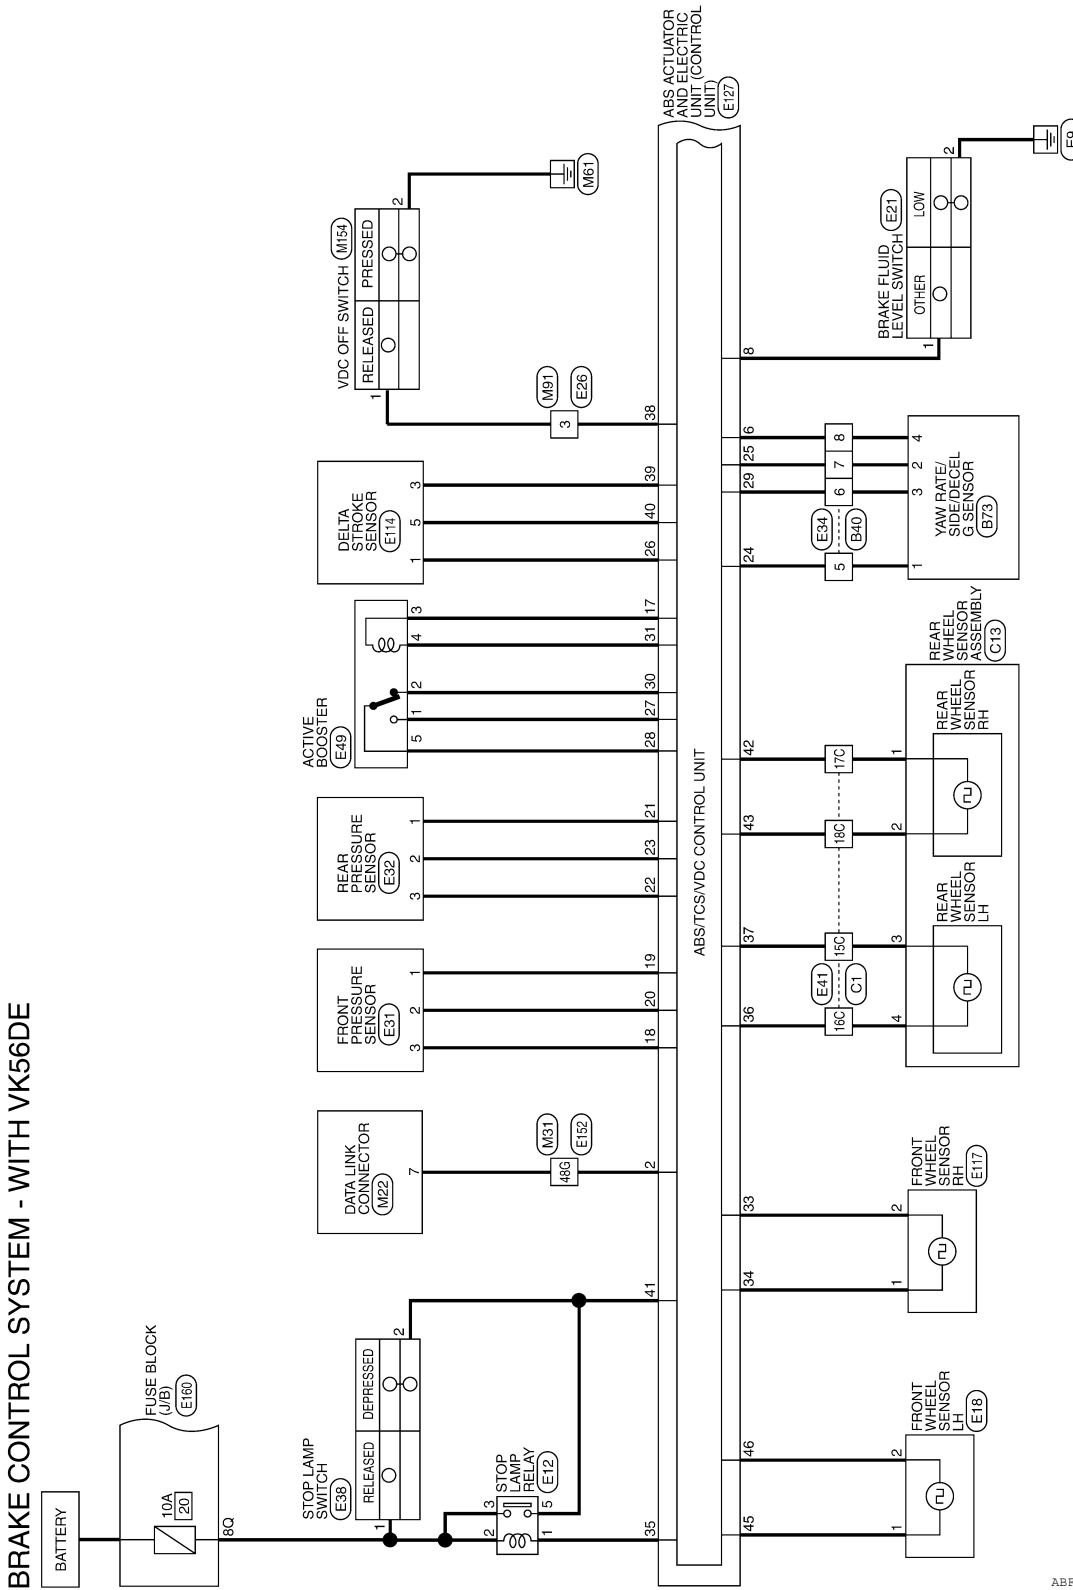 BRAKE CONTROL SYSTEM - WITH VK56DE
BATTERY
FUSE BLOCK
(J/B)
E160
10A
20
8Q
STOP LAMP
SWITCH
E38
RELEASED
DEPRESSED
1
2
STOP
LAMP
RELAY
E12
2
3
1
5
35
41
DATA LINK
CONNECTOR
M22
7
48G
M31
E152
2
FRONT
PRESSURE
SENSOR
E31
3
2
1
18
20
19
REAR
PRESSURE
SENSOR
E32
3
2
1
22
23
21
ACTIVE
BOOSTER
E49
5
1
2
4
3
28
27
30
31
17
DELTA
STROKE
SENSOR
E114
1
5
3
26
40
39
VDC OFF SWITCH
M154
RELEASED
PRESSED
1
2
M61
3
M91
E26
38
ABS ACTUATOR
AND ELECTRIC
UNIT (CONTROL
UNIT)
E127
ABS/TCS/VDC CONTROL UNIT
45
46
1
2
FRONT
WHEEL
SENSOR
LH
E18
34
33
1
2
FRONT
WHEEL
SENSOR
RH
E117
36
37
43
42
16C
15C
18C
17C
E41
C1
4
3
2
1
REAR
WHEEL
SENSOR
LH
REAR
WHEEL
SENSOR
RH
REAR
WHEEL
SENSOR
ASSEMBLY
C13
24
29
25
6
5
6
7
8
E34
B40
1
3
2
4
YAW RATE/
SIDE/DECEL
G SENSOR
B73
8
BRAKE FLUID
LEVEL SWITCH
E21
OTHER
LOW
1
2
E9